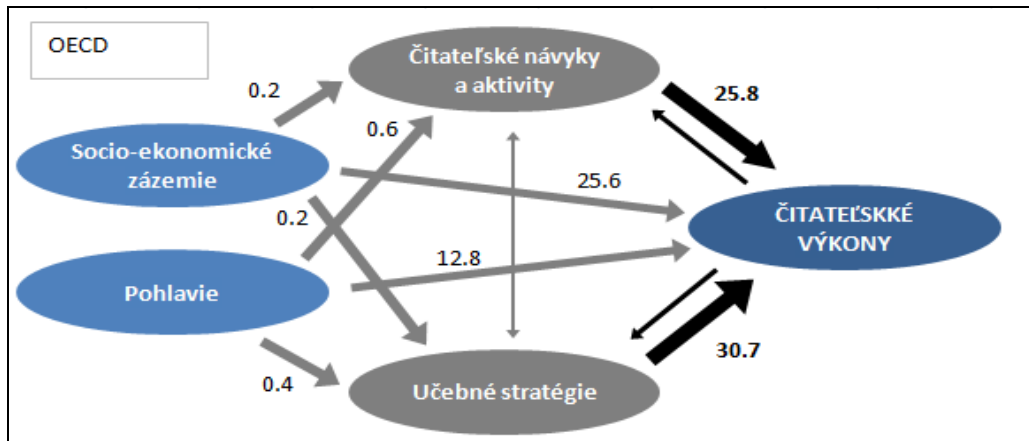 OECD
Čitateľské návyky
a aktivity
0.2
25.8
0.6
Socio-ekonomické
zázemie
25.6
0.2
ČITATEĽSKKÉ
VÝKONY
12.8
Pohlavie
30.7
0.4
Učebné stratégie